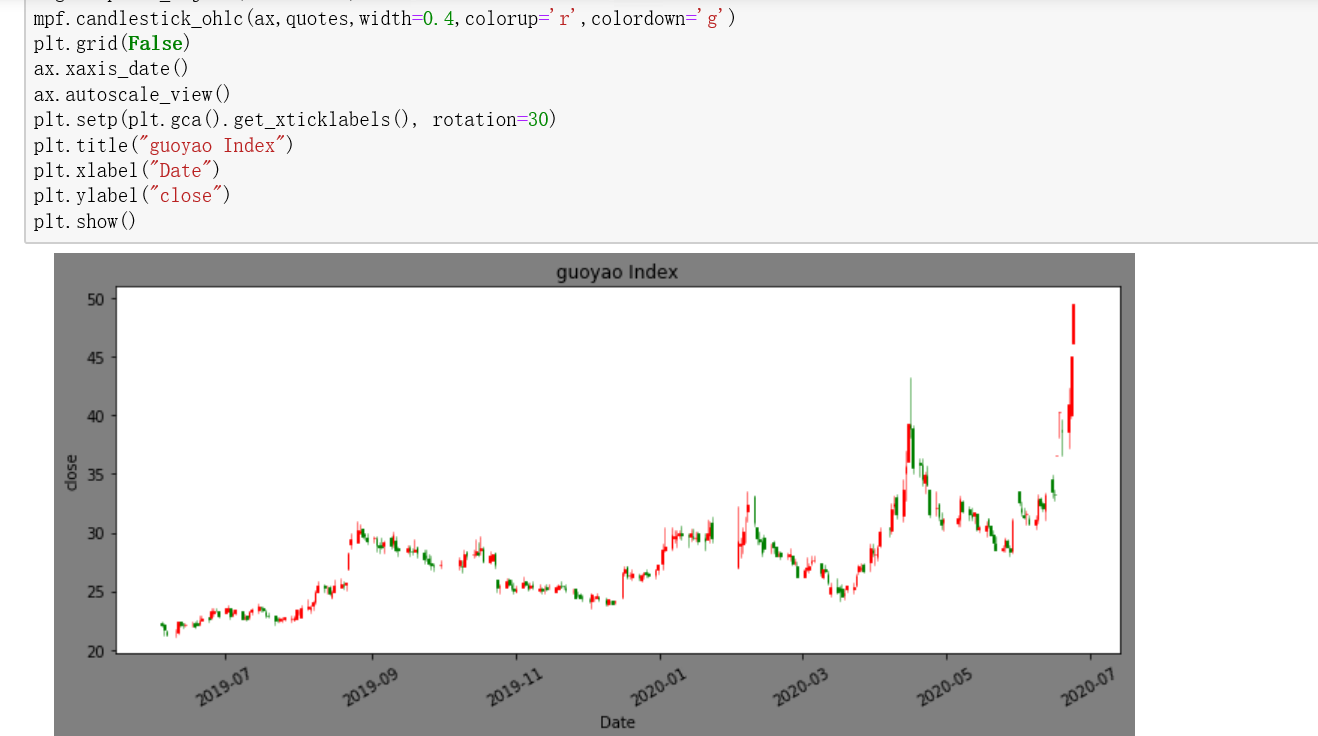 mpf.candlestick_ohlc(ax,quotes,width=0.4,colorup='r',colordown='g')
plt.grid(False)
ax.xaxis_date()
ax.autoscale_view()
plt.setp(plt.gca().get_xticklabels(), rotation=30)
plt.title("guoyao Index")
plt.xlabel("Date")
plt.ylabel("close")
plt.show()
guoyao Index
50
45
40
35
30
25
20
close
2019-07
2019-09
2019-11
2020-01
2020-03
2020-05
2020-07
Date